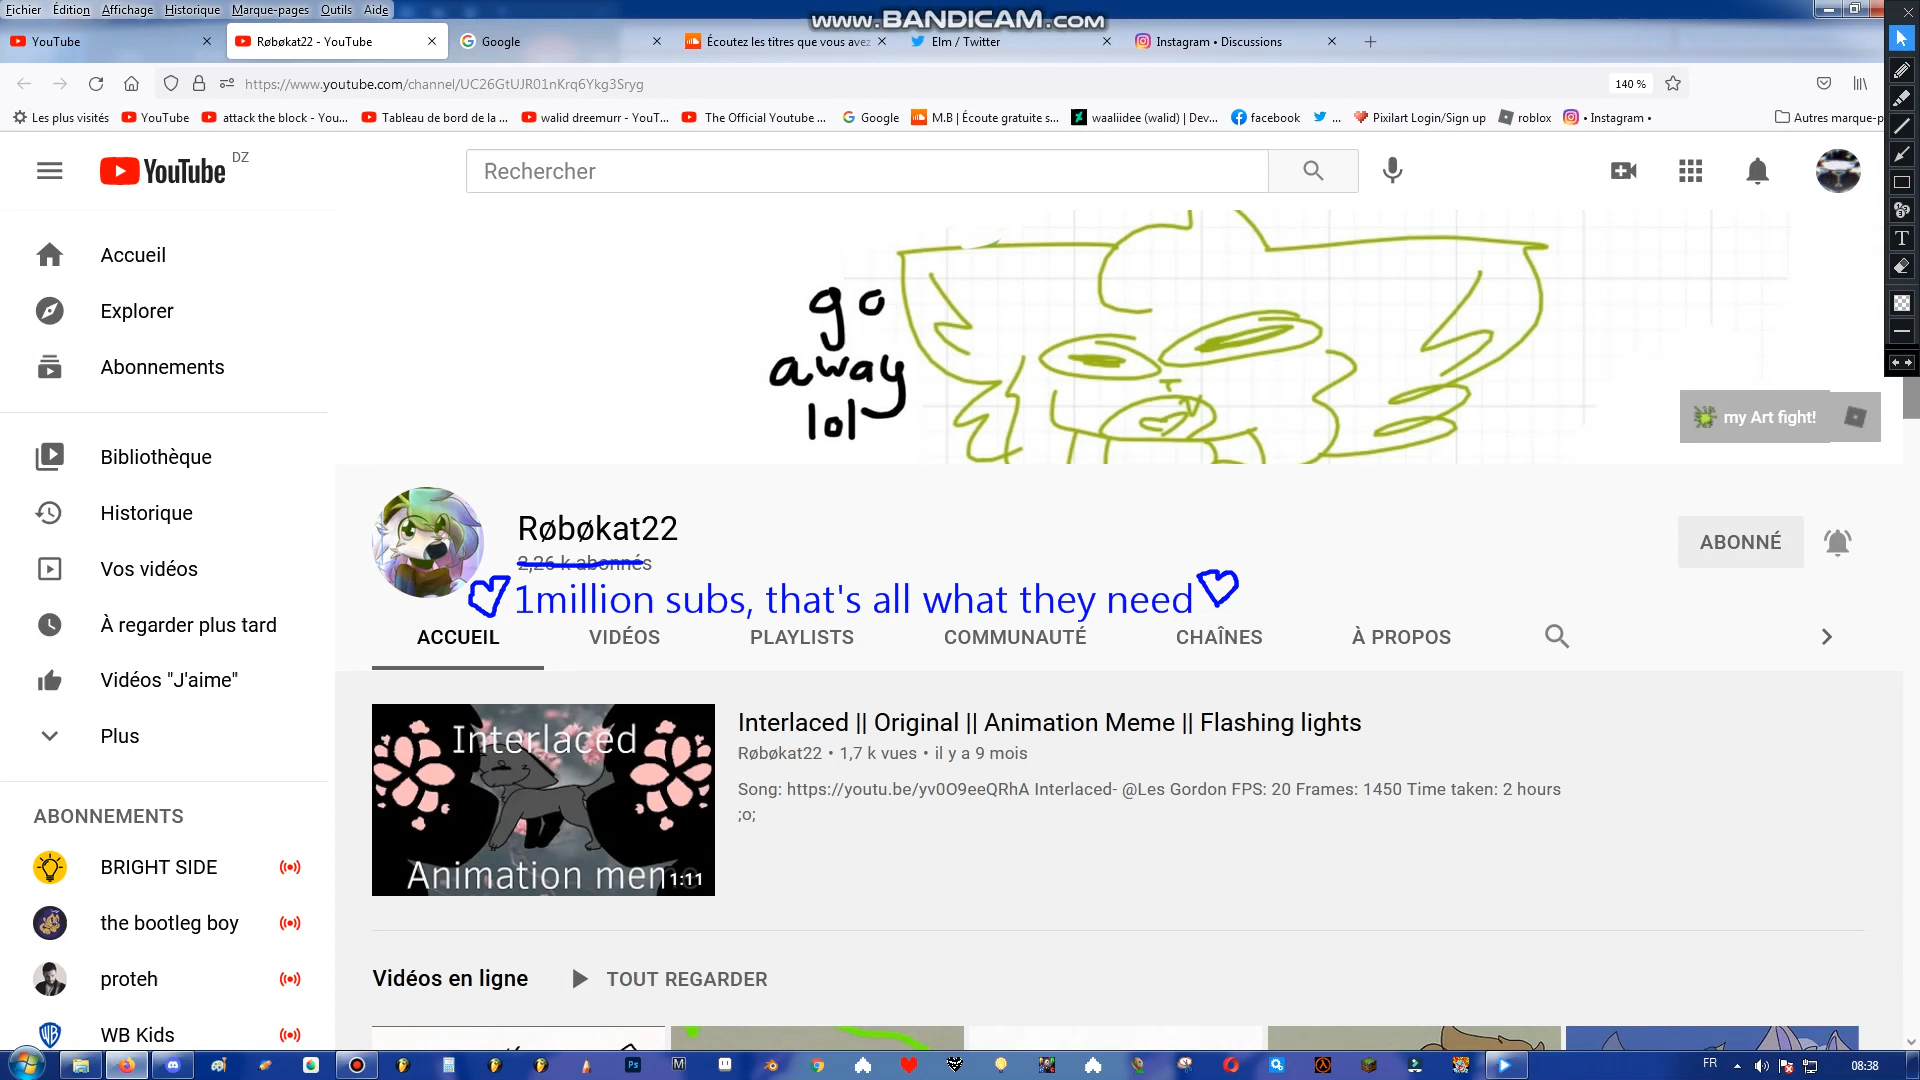 Fichier Édition Affichage Historique Marque-pages Outils Aide
www.BANDICAM.com
YouTube
Røbøkat22 - YouTube
Google
Écoutez les titres que vous avez
Elm / Twitter
Instagram • Discussions
https://www.youtube.com/channel/UC26GtUJR01nKrq6Ykg3Sryg
140 %
Les plus visités
YouTube
attack the block - You...
Tableau de bord de la ...
walid dreemurr - YouT...
The Official Youtube ...
Google
M.B | Écoute gratuite s...
waaliidee (walid) | Dev...
facebook
...
Pixilart Login/Sign up
roblox
• Instagram •
Autres marque-p
YouTube DZ
Rechercher
Accueil
Explorer
Abonnements
Bibliothèque
Historique
Vos vidéos
À regarder plus tard
Vidéos "J'aime"
Plus
ABONNEMENTS
BRIGHT SIDE
the bootleg boy
proteh
WB Kids
go
away
lol
my Art fight!
Røbøkat22
2,26 k abonnés
1million subs, that's all what they need
ABONNÉ
ACCUEIL VIDÉOS PLAYLISTS COMMUNAUTÉ CHAÎNES À PROPOS
Interlaced
Animation mem
1:11
Interlaced || Original || Animation Meme || Flashing lights
Røbøkat22 • 1,7 k vues • il y a 9 mois
Song: https://youtu.be/yv0O9eeQRhA Interlaced- @Les Gordon FPS: 20 Frames: 1450 Time taken: 2 hours
;o;
Vidéos en ligne
TOUT REGARDER
FR
08:38